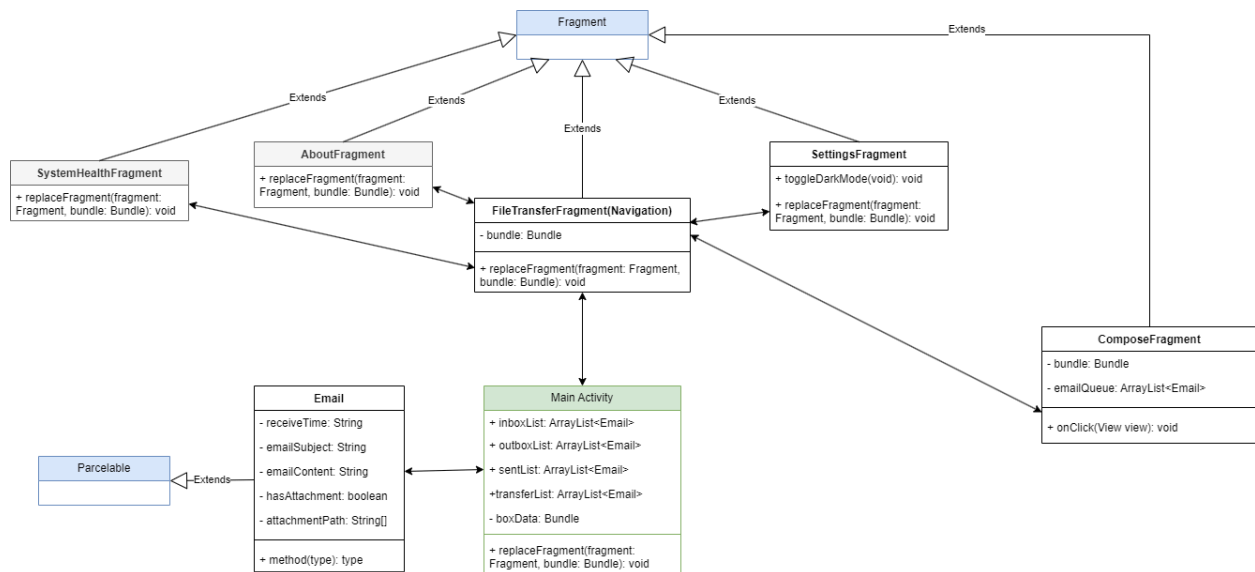 Fragment
Extends
Extends
Extends
Extends
Extends
SystemHealthFragment
+ replaceFragment(fragment:
Fragment, bundle: Bundle): void
AboutFragment
+ replaceFragment(fragment:
Fragment, bundle: Bundle): void
FileTransferFragment(Navigation)
- bundle: Bundle
+ replaceFragment(fragment: Fragment,
bundle: Bundle): void
SettingsFragment
+ toggleDarkMode(void): void
+ replaceFragment(fragment:
Fragment, bundle: Bundle): void
ComposeFragment
- bundle: Bundle
- emailQueue: ArrayList<Email>
+ onClick(View view): void
Parcelable
Extends
Email
- receiveTime: String
- emailSubject: String
- emailContent: String
- hasAttachment: boolean
- attachmentPath: String[]
+ method(type): type
Main Activity
+ inboxList: ArrayList<Email>
+ outboxList: ArrayList<Email>
+ sentList: ArrayList<Email>
+transferList: ArrayList<Email>
- boxData: Bundle
+ replaceFragment(fragment:
Fragment, bundle: Bundle): void